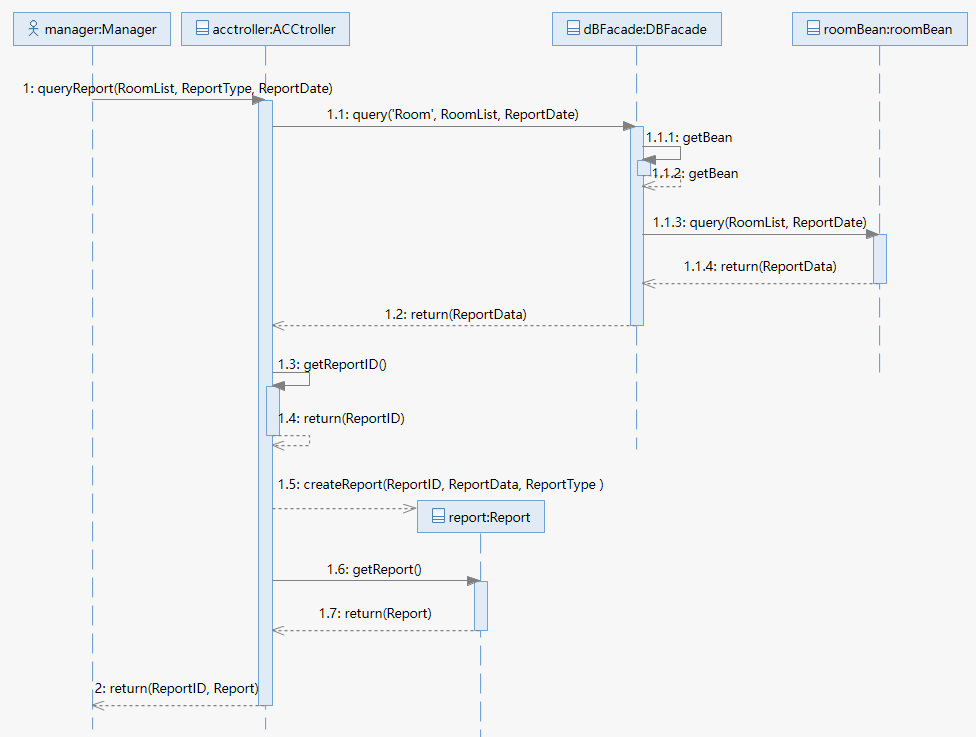 manager:Manager
acctroller:ACCtroller
dBFacade:DBFacade
roomBean:roomBean
1: queryReport(RoomList, ReportType, ReportDate)
1.1: query('Room', RoomList, ReportDate)
1.1.1: getBean
1.1.2: getBean
1.1.3: query(RoomList, ReportDate)
1.1.4: return(ReportData)
1.2: return(ReportData)
1.3: getReportID()
1.4: return(ReportID)
1.5: createReport(ReportID, ReportData, ReportType )
report:Report
1.6: getReport()
1.7: return(Report)
2: return(ReportID, Report)